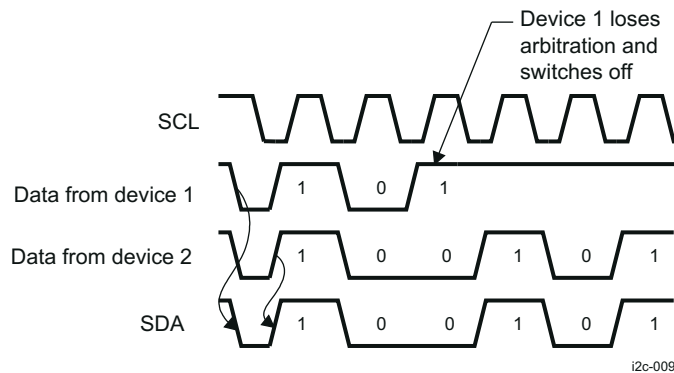 Device 1 loses
arbitration and
switches off
SCL
Data from device 1 1 0 1
Data from device 2 1 0 0 1 0 1
SDA 1 0 0 1 0 1
i2c-009